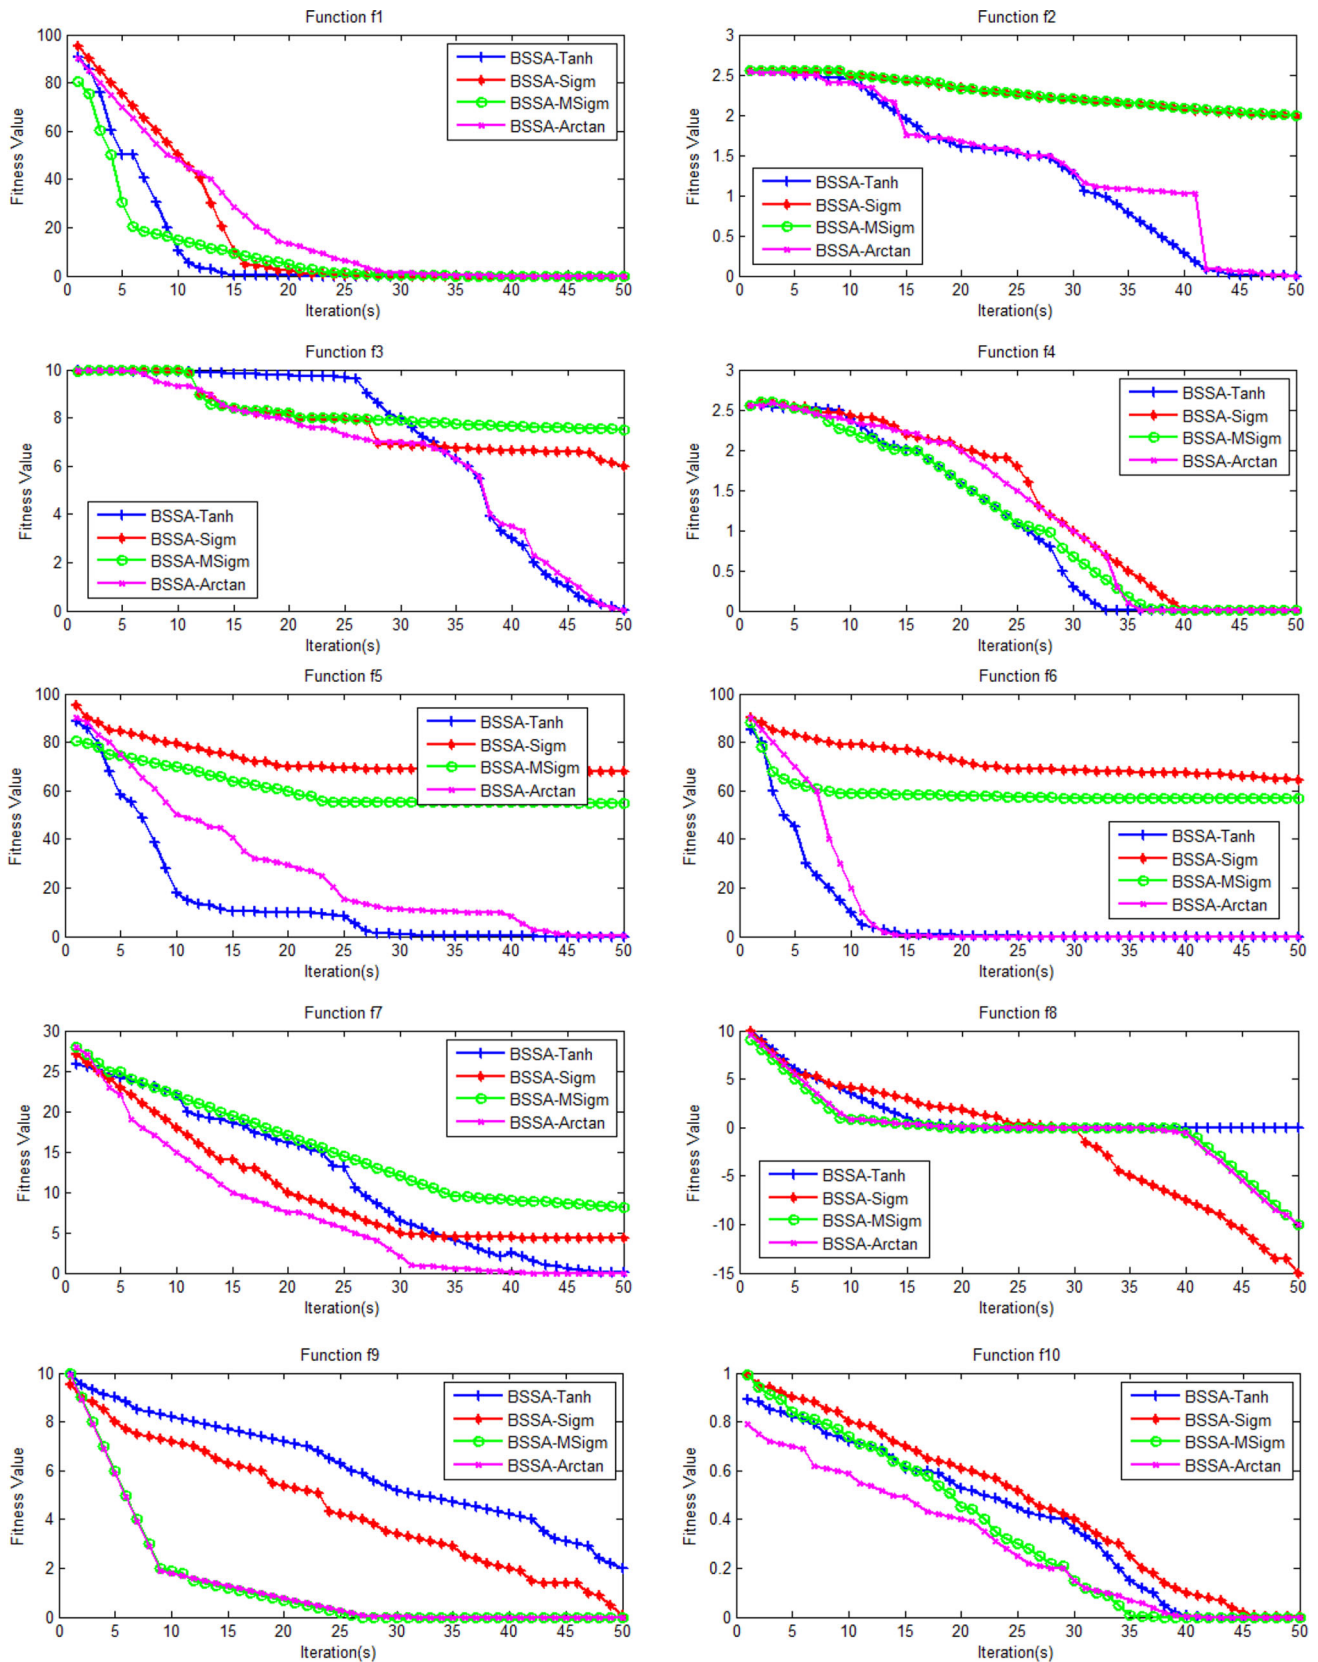 Function f1
Fitness Value
100
80
60
40
20
0
BSSA-Tanh
BSSA-Sigm
BSSA-MSigm
BSSA-Arctan
0 5 10 15 20 25 30 35 40 45 50
Iteration(s)
Function f2
Fitness Value
3
2.5
2
1.5
1
0.5
0
BSSA-Tanh
BSSA-Sigm
BSSA-MSigm
BSSA-Arctan
0 5 10 15 20 25 30 35 40 45 50
Iteration(s)
Function f3
Fitness Value
10
8
6
4
2
0
BSSA-Tanh
BSSA-Sigm
BSSA-MSigm
BSSA-Arctan
0 5 10 15 20 25 30 35 40 45 50
Iteration(s)
Function f4
Fitness Value
3
2.5
2
1.5
1
0.5
0
BSSA-Tanh
BSSA-Sigm
BSSA-MSigm
BSSA-Arctan
0 5 10 15 20 25 30 35 40 45 50
Iteration(s)
Function f5
Fitness Value
100
80
60
40
20
0
BSSA-Tanh
BSSA-Sigm
BSSA-MSigm
BSSA-Arctan
0 5 10 15 20 25 30 35 40 45 50
Iteration(s)
Function f6
Fitness Value
100
80
60
40
20
0
BSSA-Tanh
BSSA-Sigm
BSSA-MSigm
BSSA-Arctan
0 5 10 15 20 25 30 35 40 45 50
Iteration(s)
Function f7
Fitness Value
30
25
20
15
10
5
0
BSSA-Tanh
BSSA-Sigm
BSSA-MSigm
BSSA-Arctan
0 5 10 15 20 25 30 35 40 45 50
Iteration(s)
Function f8
Fitness Value
10
5
0
-5
-10
-15
BSSA-Tanh
BSSA-Sigm
BSSA-MSigm
BSSA-Arctan
0 5 10 15 20 25 30 35 40 45 50
Iteration(s)
Function f9
Fitness Value
10
8
6
4
2
0
BSSA-Tanh
BSSA-Sigm
BSSA-MSigm
BSSA-Arctan
0 5 10 15 20 25 30 35 40 45 50
Iteration(s)
Function f10
Fitness Value
1
0.8
0.6
0.4
0.2
0
BSSA-Tanh
BSSA-Sigm
BSSA-MSigm
BSSA-Arctan
0 5 10 15 20 25 30 35 40 45 50
Iteration(s)